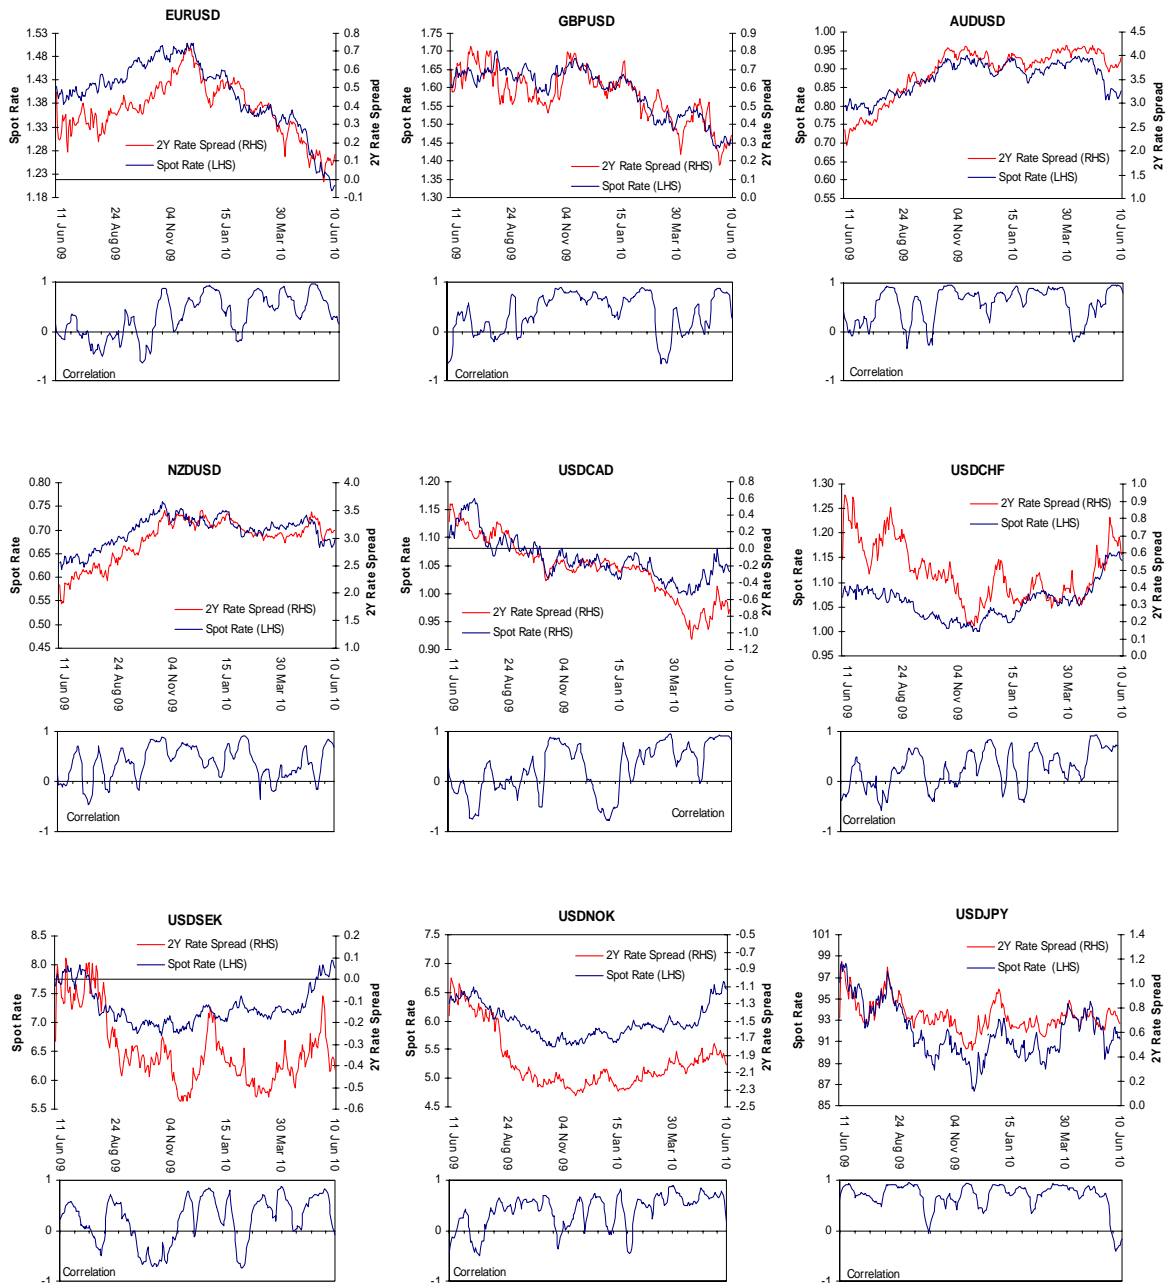 EURUSD
1.53
1.48
1.43
1.38
1.33
1.28
1.23
1.18
Spot Rate
0.8
0.7
0.6
0.5
0.4
0.3
0.2
0.1
0.0
-0.1
2Y Rate Spread
2Y Rate Spread (RHS)
Spot Rate (LHS)
11 Jun 09
24 Aug 09
04 Nov 09
15 Jan 10
30 Mar 10
10 Jun 10
1
0
-1
Correlation
GBPUSD
1.75
1.70
1.65
1.60
1.55
1.50
1.45
1.40
1.35
1.30
Spot Rate
0.9
0.8
0.7
0.6
0.5
0.4
0.3
0.2
0.1
0.0
2Y Rate Spread
2Y Rate Spread (RHS)
Spot Rate (LHS)
11 Jun 09
24 Aug 09
04 Nov 09
15 Jan 10
30 Mar 10
10 Jun 10
1
0
-1
Correlation
AUDUSD
1.00
0.95
0.90
0.85
0.80
0.75
0.70
0.65
0.60
0.55
Spot Rate
4.5
4.0
3.5
3.0
2.5
2.0
1.5
1.0
2Y Rate Spread
2Y Rate Spread (RHS)
Spot Rate (LHS)
11 Jun 09
24 Aug 09
04 Nov 09
15 Jan 10
30 Mar 10
10 Jun 10
1
0
-1
Correlation
NZDUSD
0.80
0.75
0.70
0.65
0.60
0.55
0.50
0.45
Spot Rate
4.0
3.5
3.0
2.5
2.0
1.5
1.0
2Y Rate Spread
2Y Rate Spread (RHS)
Spot Rate (LHS)
11 Jun 09
24 Aug 09
04 Nov 09
15 Jan 10
30 Mar 10
10 Jun 10
1
0
-1
Correlation
USDCAD
1.20
1.15
1.10
1.05
1.00
0.95
0.90
Spot Rate
0.8
0.6
0.4
0.2
0.0
-0.2
-0.4
-0.6
-0.8
-1.0
-1.2
2Y Rate Spread
2Y Rate Spread (RHS)
Spot Rate (RHS)
11 Jun 09
24 Aug 09
04 Nov 09
15 Jan 10
30 Mar 10
10 Jun 10
1
0
-1
Correlation
USDCHF
1.30
1.25
1.20
1.15
1.10
1.05
1.00
0.95
Spot Rate
1.0
0.9
0.8
0.7
0.6
0.5
0.4
0.3
0.2
0.1
0.0
2Y Rate Spread
2Y Rate Spread (RHS)
Spot Rate (LHS)
11 Jun 09
24 Aug 09
04 Nov 09
15 Jan 10
30 Mar 10
10 Jun 10
1
0
-1
Correlation
USDSEK
8.5
8.0
7.5
7.0
6.5
6.0
5.5
Spot Rate
0.2
0.1
0.0
-0.1
-0.2
-0.3
-0.4
-0.5
-0.6
2Y Rate Spread
2Y Rate Spread (RHS)
Spot Rate (LHS)
11 Jun 09
24 Aug 09
04 Nov 09
15 Jan 10
30 Mar 10
10 Jun 10
1
0
-1
Correlation
USDNOK
7.5
7.0
6.5
6.0
5.5
5.0
4.5
Spot Rate
-0.5
-0.7
-0.9
-1.1
-1.3
-1.5
-1.7
-1.9
-2.1
-2.3
-2.5
2Y Rate Spread
2Y Rate Spread (RHS)
Spot Rate (LHS)
11 Jun 09
24 Aug 09
04 Nov 09
15 Jan 10
30 Mar 10
10 Jun 10
1
0
-1
Correlation
USDJPY
101
99
97
95
93
91
89
87
85
Spot Rate
1.4
1.2
1.0
0.8
0.6
0.4
0.2
0.0
2Y Rate Spread
2Y Rate Spread (RHS)
Spot Rate (LHS)
11 Jun 09
24 Aug 09
04 Nov 09
15 Jan 10
30 Mar 10
10 Jun 10
1
0
-1
Correlation